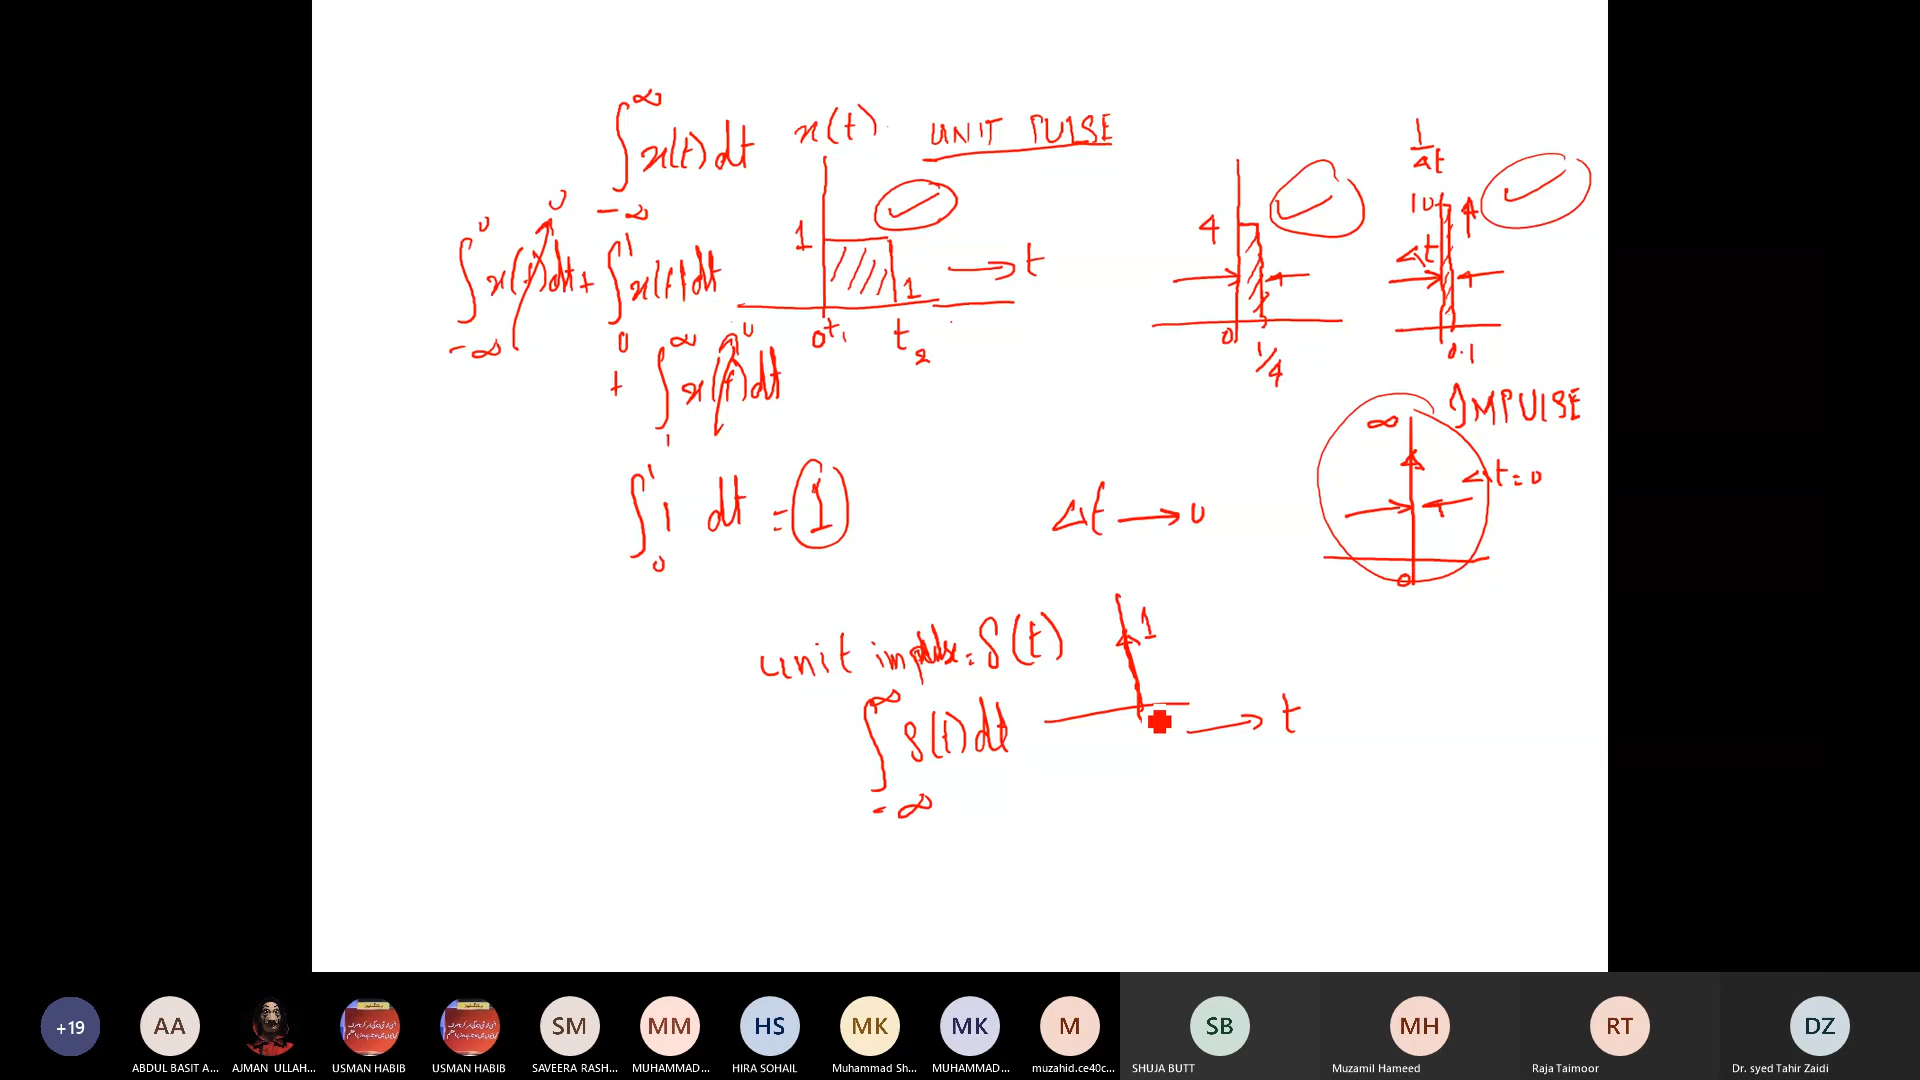 ∫_{-∞}^{∞} x(t) dt
x(t)
UNIT PULSE
∫_{-∞}^{0} x(t) dt + ∫_{0}^{1} x(t) dt
+ ∫_{1}^{∞} x(t) dt
0
0
1
1
0 t₁ t₂
t
∫_{0}^{1} 1 dt = 1
4
0 1/4
1/Δt
10
Δt
0.1
IMPULSE
∞
Δt = 0
0
Δt → 0
unit impulse = δ(t)
1
∫_{-∞}^{∞} δ(t) dt
t
+19
AA
SM
MM
HS
MK
MK
M
SB
MH
RT
DZ
ABDUL BASIT A...
AJMAN ULLAH...
USMAN HABIB
USMAN HABIB
SAVEERA RASH...
MUHAMMAD...
HIRA SOHAIL
Muhammad Sh...
MUHAMMAD...
muzahid.ce40c...
SHUJA BUTT
Muzamil Hameed
Raja Taimoor
Dr. syed Tahir Zaidi